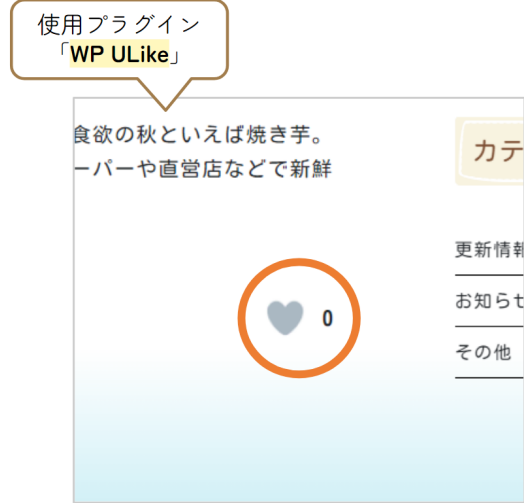 使用プラグイン
「WP ULike」
食欲の秋といえば焼き芋。
ーパーや直営店などで新鮮
カテ
更新情報
お知らせ
その他
0